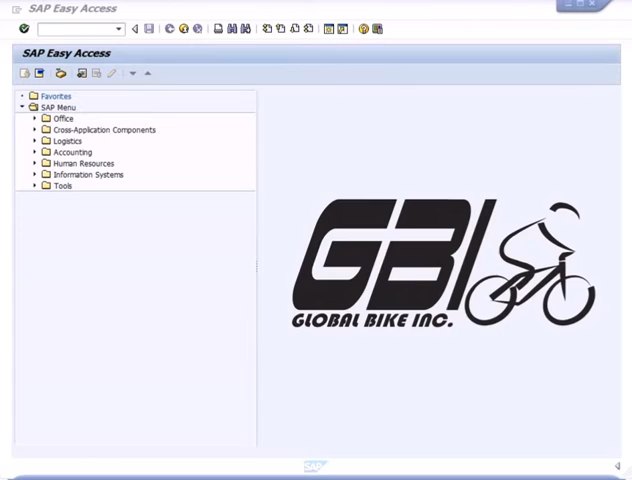 SAP Easy Access
SAP Easy Access
Favorites
SAP Menu
Office
Cross-Application Components
Logistics
Accounting
Human Resources
Information Systems
Tools
GBI
GLOBAL BIKE INC.
SAP